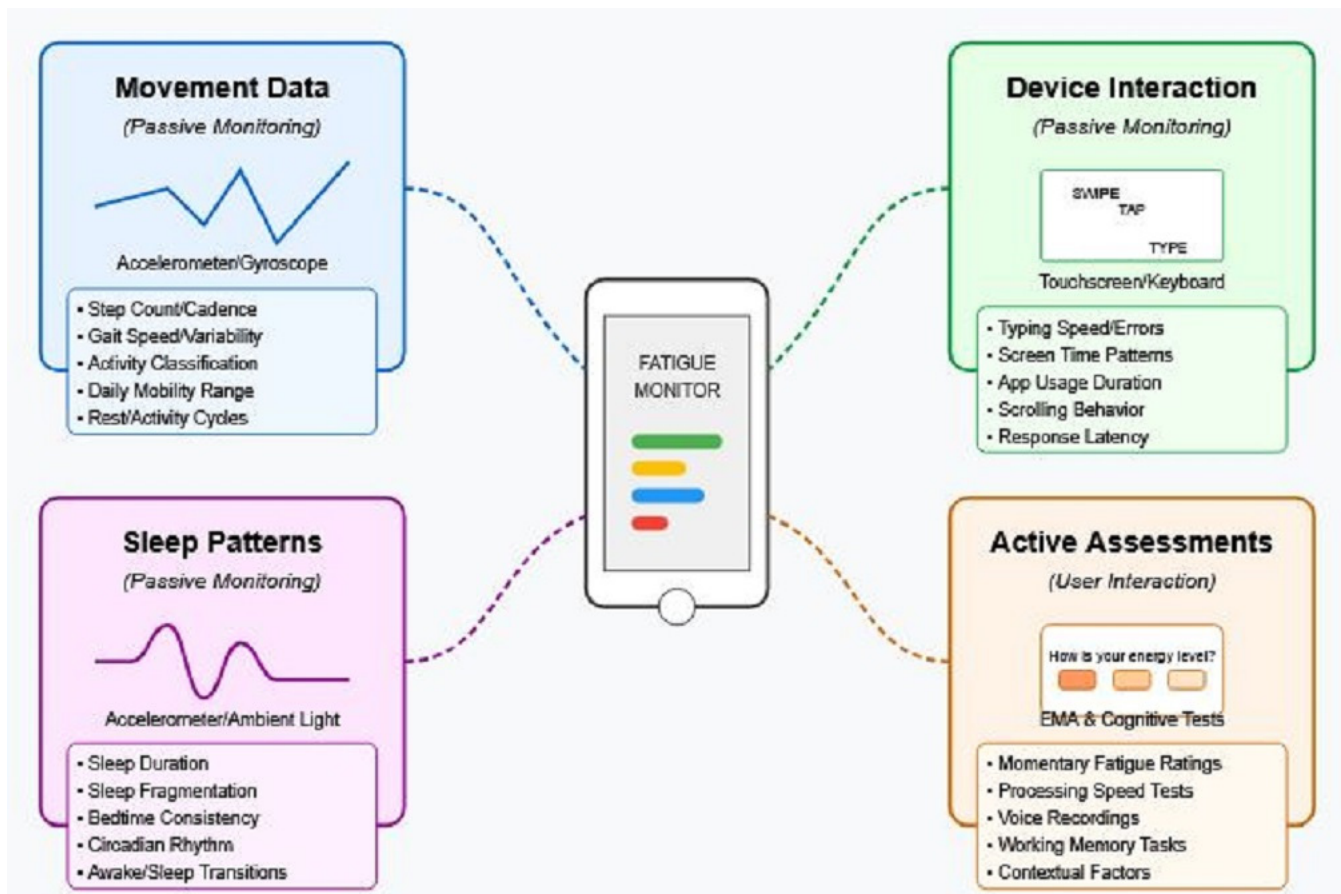 Movement Data
(Passive Monitoring)
Accelerometer/Gyroscope
• Step Count/Cadence
• Gait Speed/Variability
• Activity Classification
• Daily Mobility Range
• Rest/Activity Cycles
Device Interaction
(Passive Monitoring)
SWIPE
TAP
TYPE
Touchscreen/Keyboard
• Typing Speed/Errors
• Screen Time Patterns
• App Usage Duration
• Scrolling Behavior
• Response Latency
FATIGUE
MONITOR
Sleep Patterns
(Passive Monitoring)
Accelerometer/Ambient Light
• Sleep Duration
• Sleep Fragmentation
• Bedtime Consistency
• Circadian Rhythm
• Awake/Sleep Transitions
Active Assessments
(User Interaction)
How is your energy level?
EMA & Cognitive Tests
• Momentary Fatigue Ratings
• Processing Speed Tests
• Voice Recordings
• Working Memory Tasks
• Contextual Factors